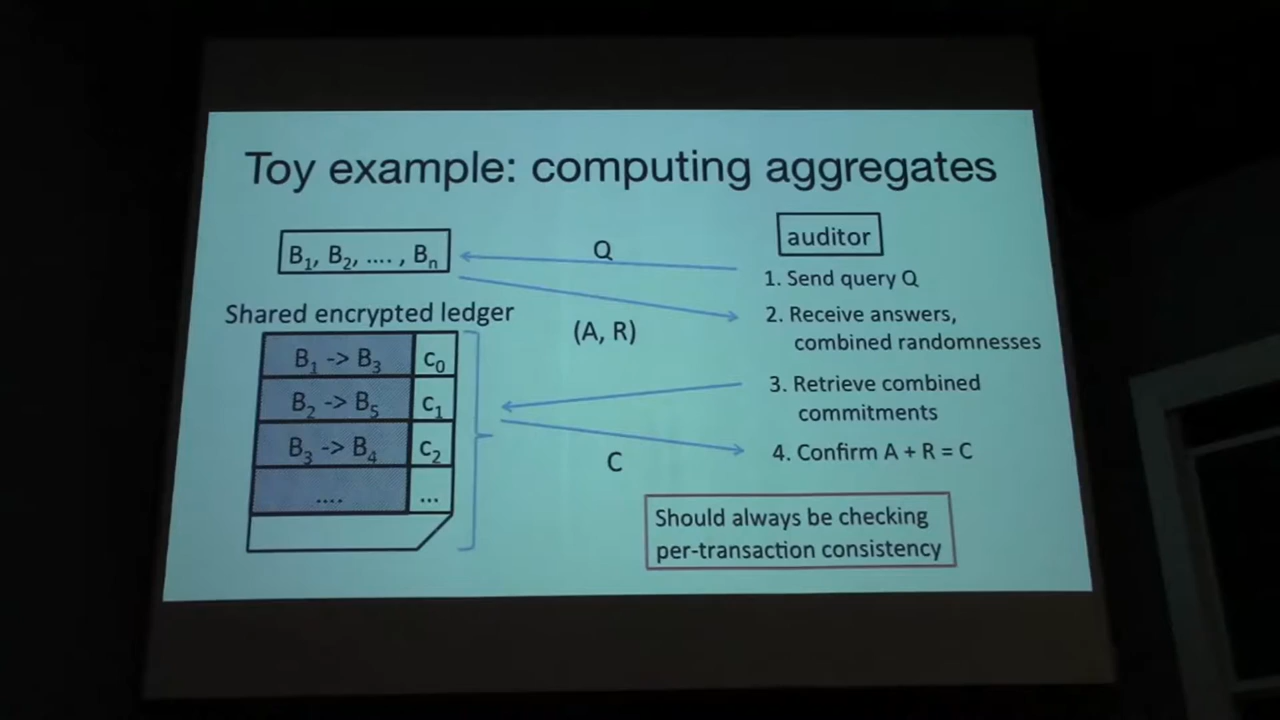 Toy example: computing aggregates
B1, B2, .... , Bn
Q
auditor
1. Send query Q
Shared encrypted ledger
(A, R)
2. Receive answers,
combined randomnesses
B1 -> B3 c0
B2 -> B5 c1
B3 -> B4 c2
.... ...
3. Retrieve combined
commitments
C
4. Confirm A + R = C
Should always be checking
per-transaction consistency